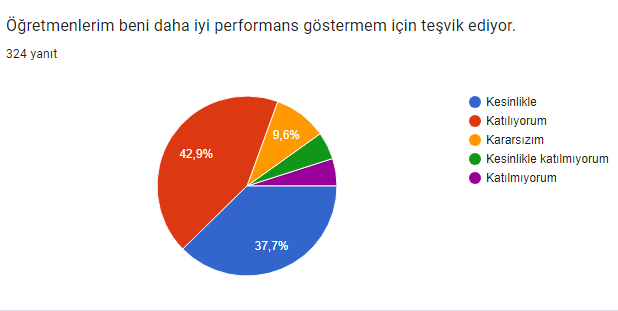 Öğretmenlerim beni daha iyi performans göstermem için teşvik ediyor.
324 yanıt
Kesinlikle
Katılıyorum
Kararsızım
Kesinlikle katılmıyorum
Katılmıyorum
9,6%
42,9%
37,7%